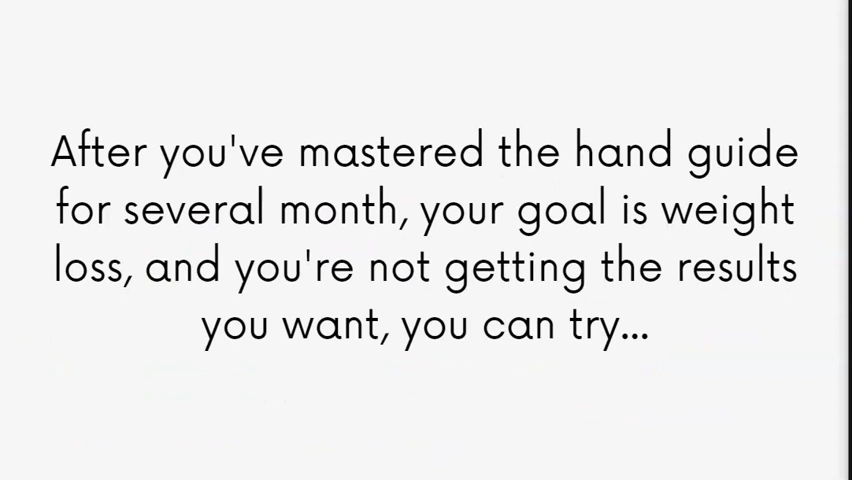 After you've mastered the hand guide
for several month, your goal is weight
loss, and you're not getting the results
you want, you can try...